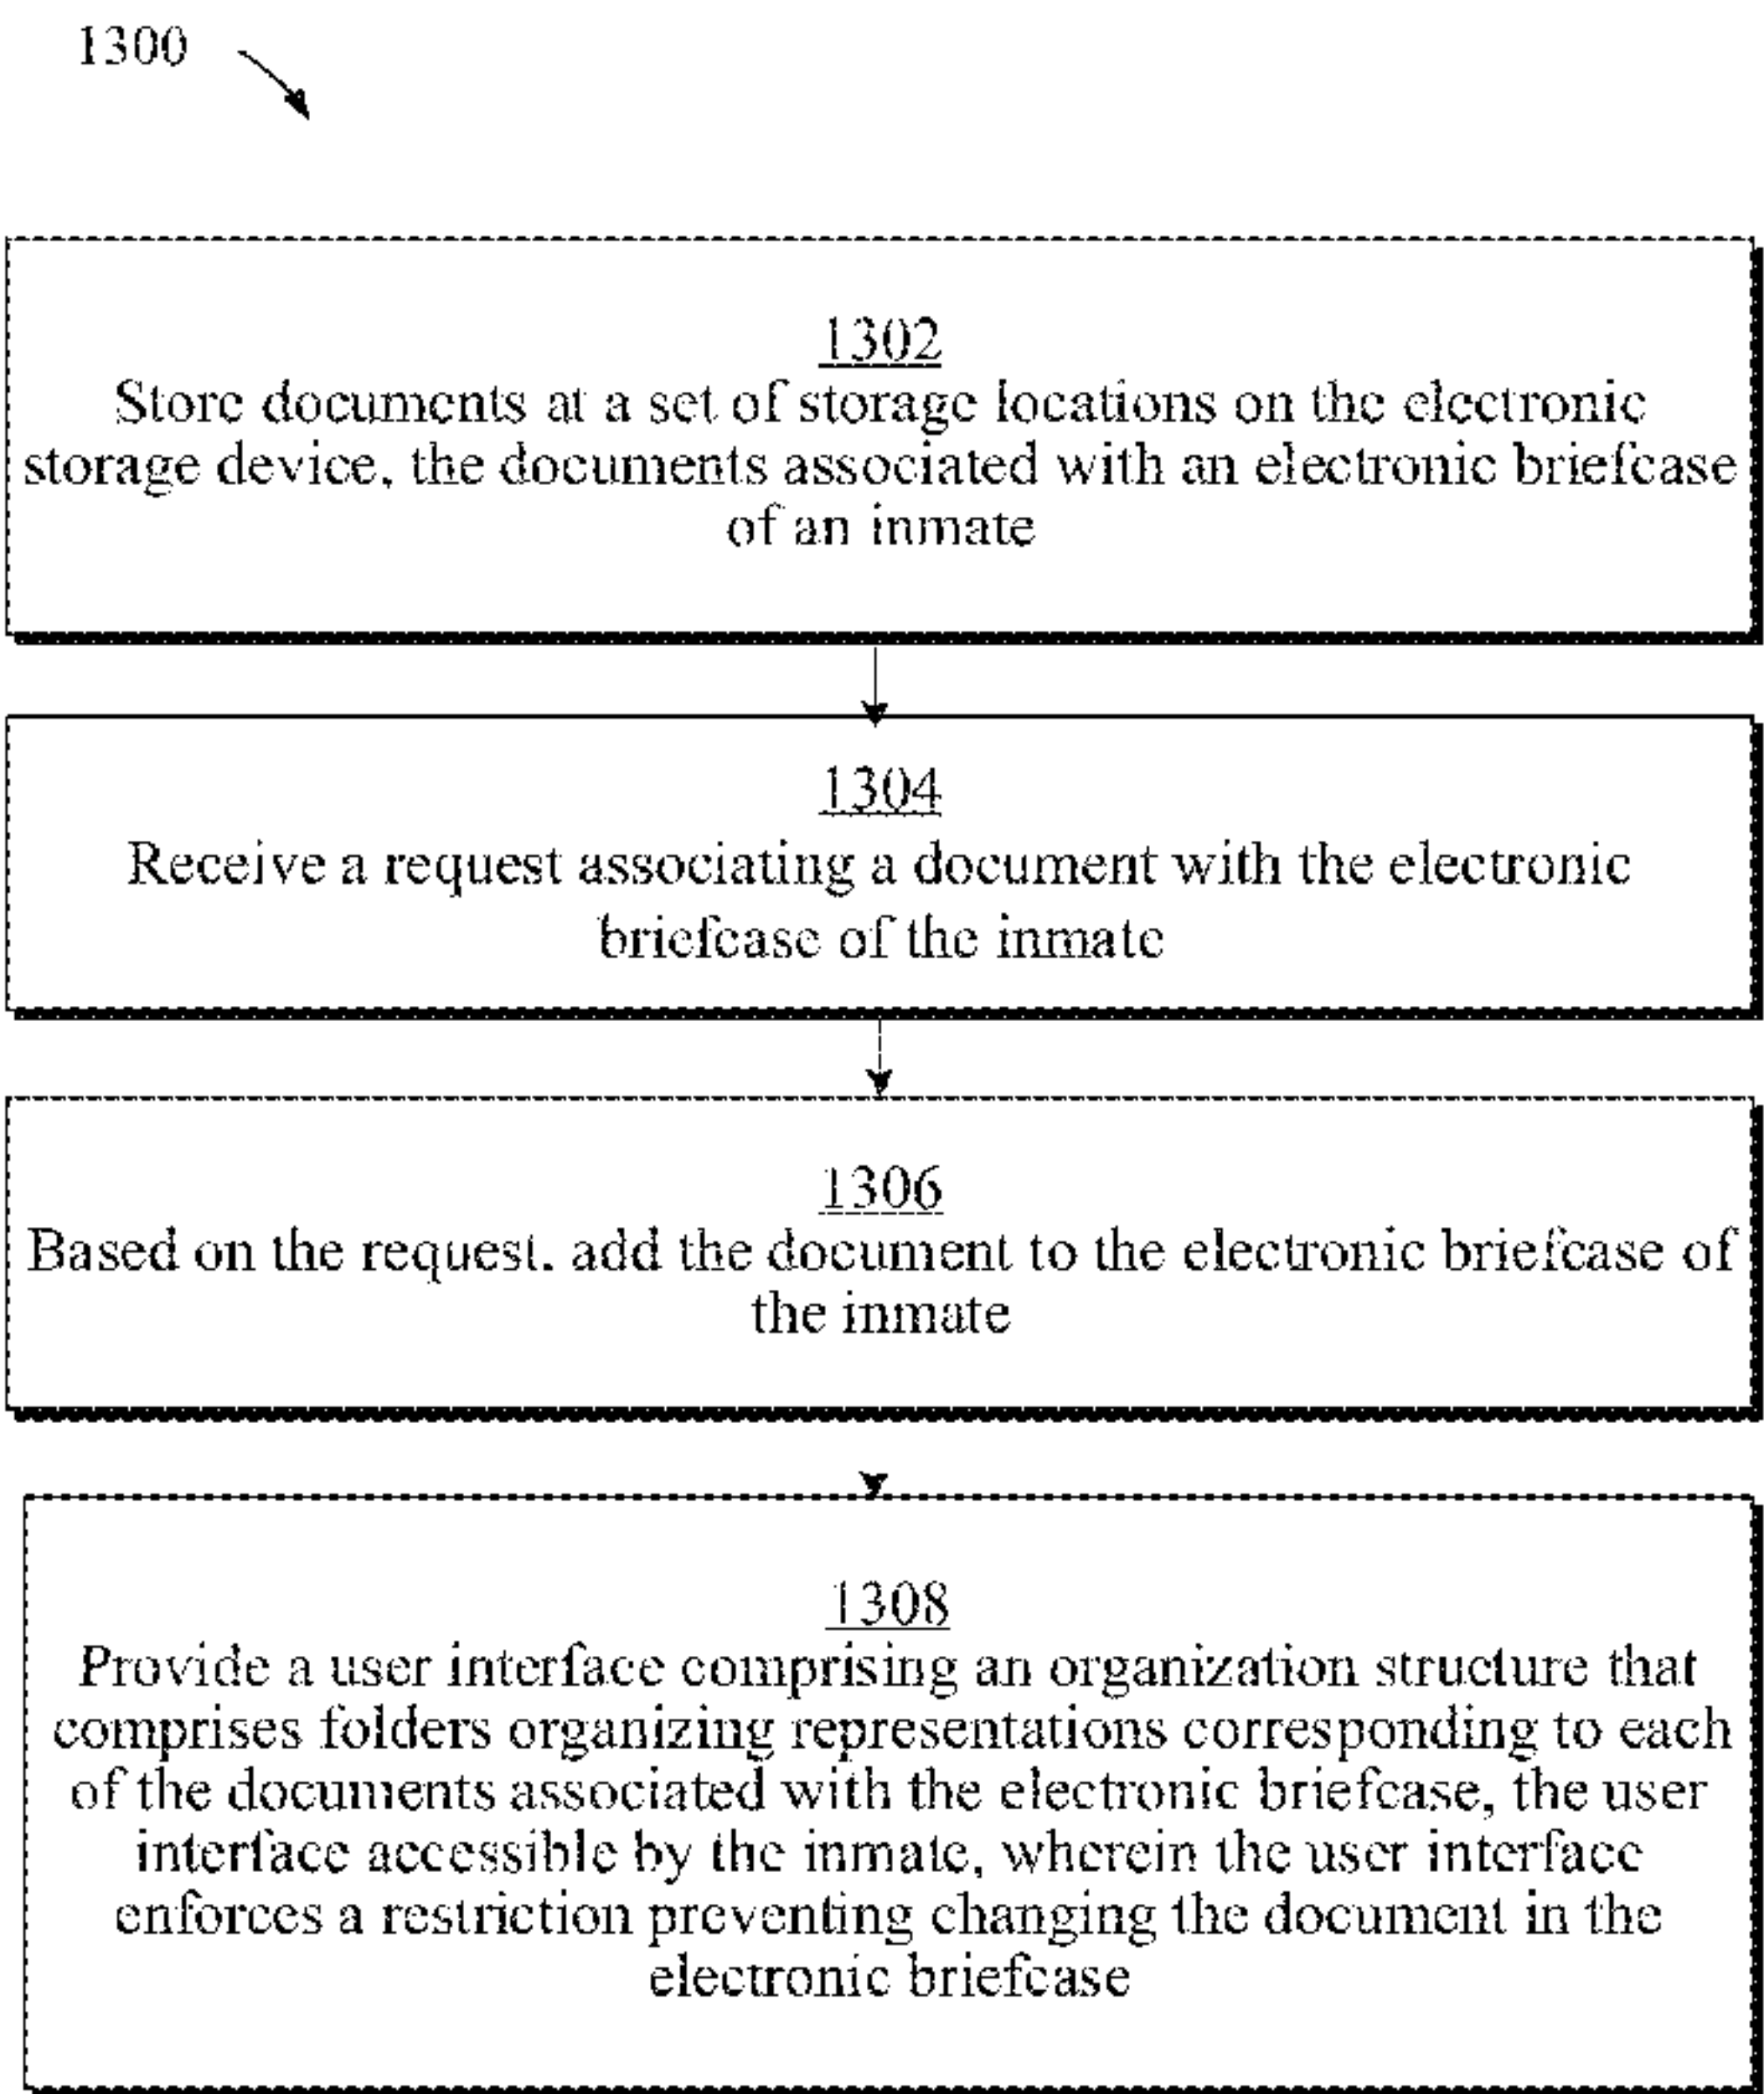 1300
1302
Store documents at a set of storage locations on the electronic
storage device, the documents associated with an electronic briefcase
of an inmate
1304
Receive a request associating a document with the electronic
briefcase of the inmate
1306
Based on the request, add the document to the electronic briefcase of
the inmate
1308
Provide a user interface comprising an organization structure that
comprises folders organizing representations corresponding to each
of the documents associated with the electronic briefcase, the user
interface accessible by the inmate, wherein the user interface
enforces a restriction preventing changing the document in the
electronic briefcase